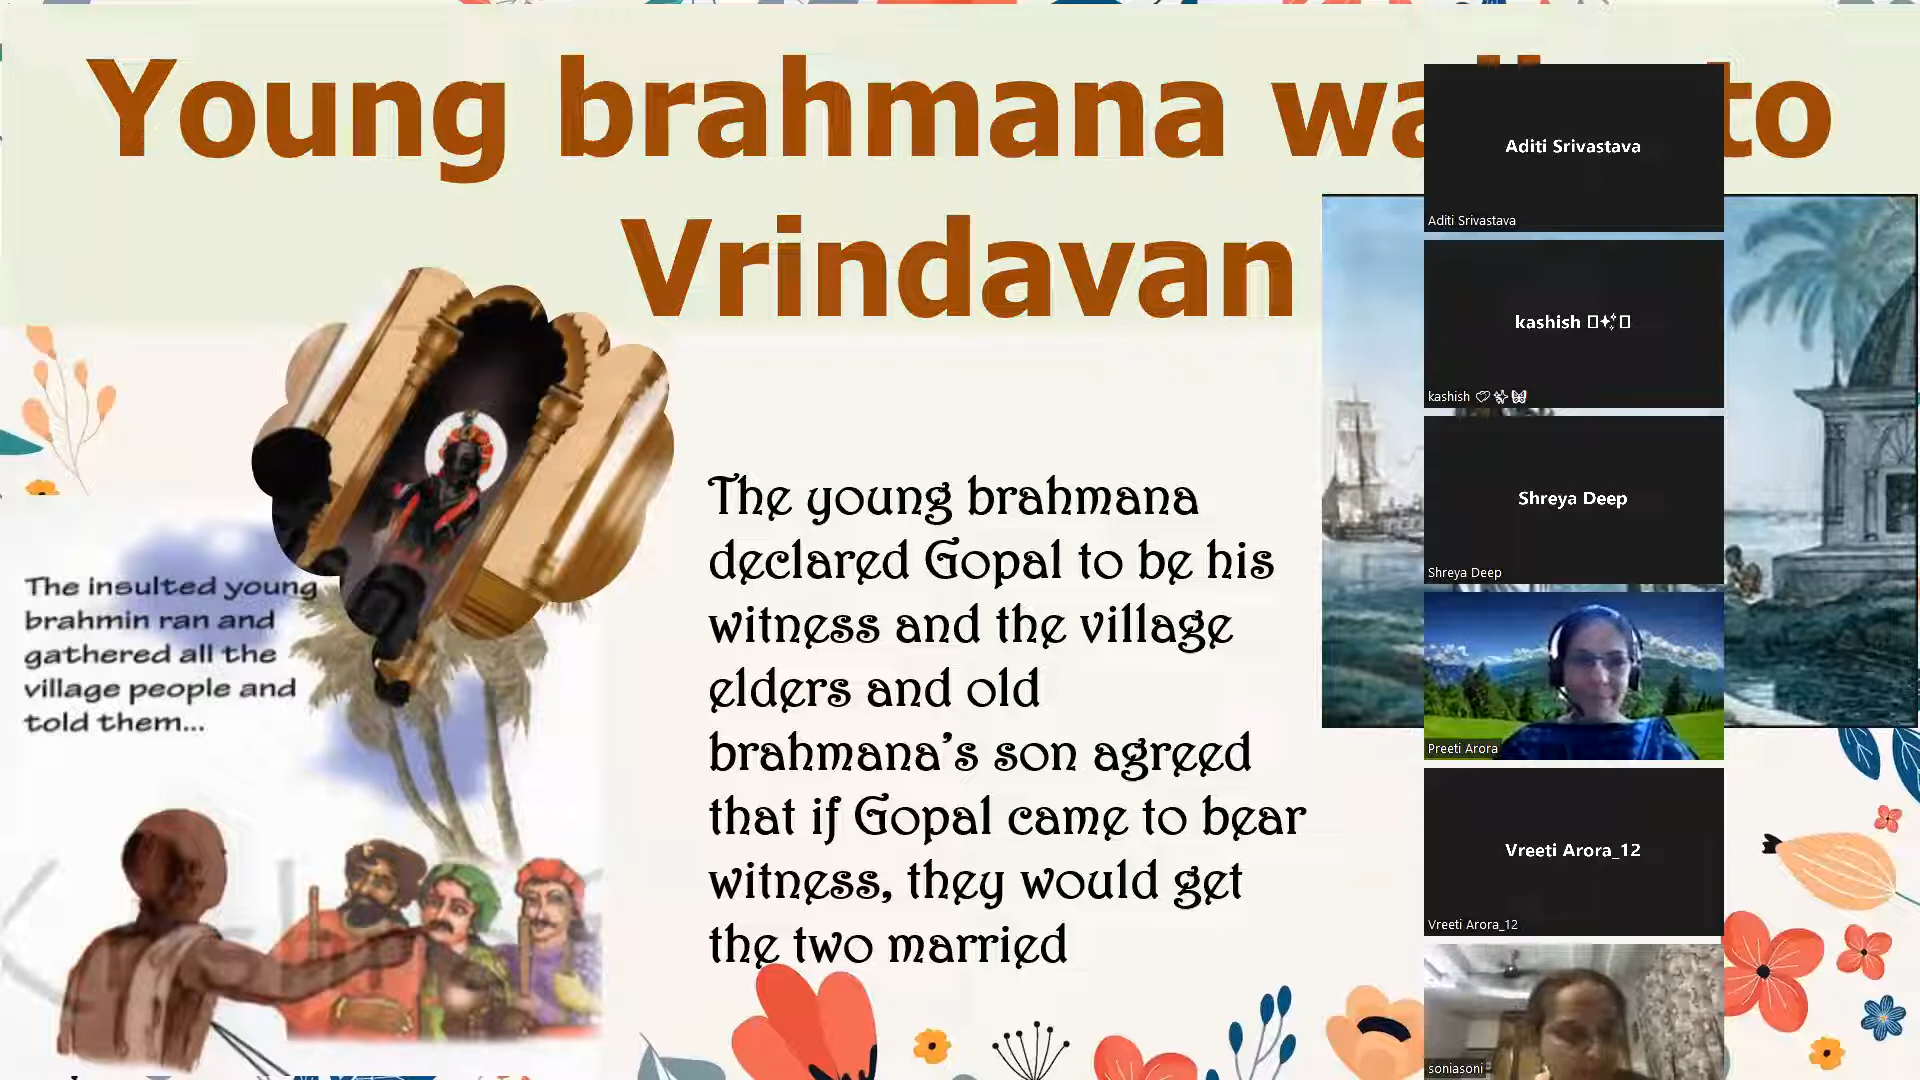 Young brahmana wa to
Vrindavan
The insulted young
brahmin ran and
gathered all the
village people and
told them...
The young brahmana
declared Gopal to be his
witness and the village
elders and old
brahmana's son agreed
that if Gopal came to bear
witness, they would get
the two married
Aditi Srivastava
Aditi Srivastava
kashish
kashish
Shreya Deep
Shreya Deep
Preeti Arora
Vreeti Arora_12
Vreeti Arora_12
soniasoni